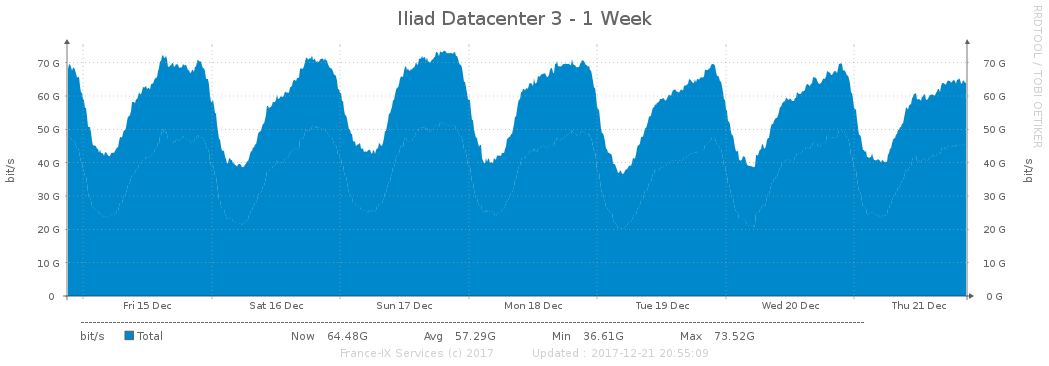 Iliad Datacenter 3 - 1 Week
RRDTOOL / TOBI OETIKER
bit/s
70 G 70 G
60 G 60 G
50 G 50 G
40 G 40 G
30 G 30 G
20 G 20 G
10 G 10 G
0 0 G
bit/s
Fri 15 Dec Sat 16 Dec Sun 17 Dec Mon 18 Dec Tue 19 Dec Wed 20 Dec Thu 21 Dec
bit/s Total Now 64.48G Avg 57.29G Min 36.61G Max 73.52G
France-IX Services (c) 2017 Updated : 2017-12-21 20:55:09